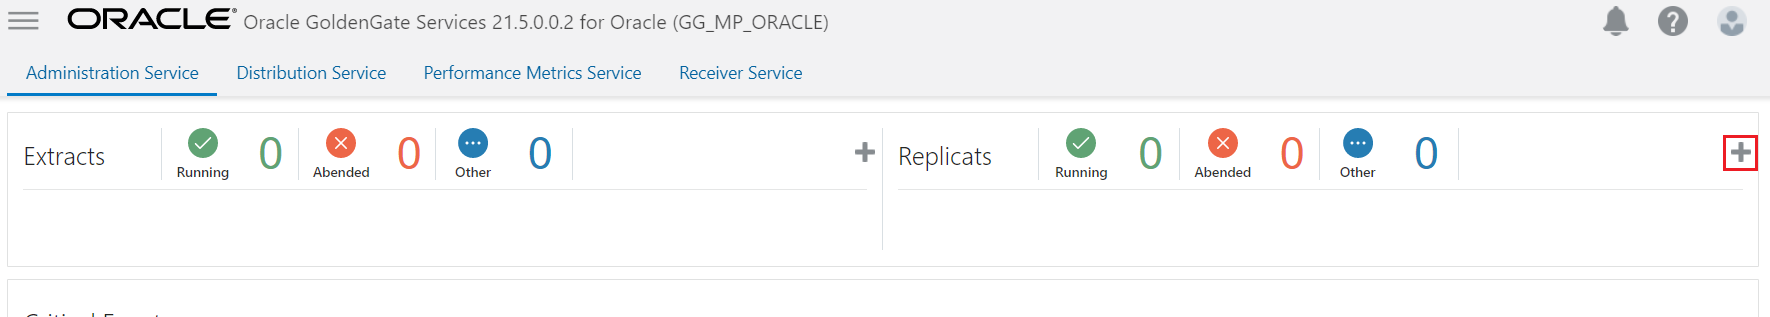 ORACLE® Oracle GoldenGate Services 21.5.0.0.2 for Oracle (GG_MP_ORACLE)
Administration Service Distribution Service Performance Metrics Service Receiver Service
Extracts Running 0 Abended 0 Other 0
Replicats Running 0 Abended 0 Other 0